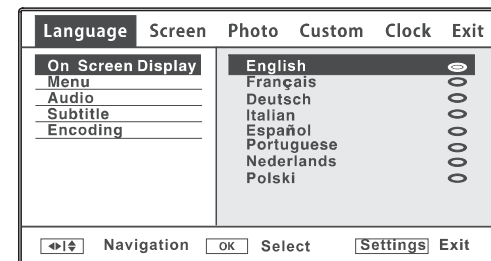 Language Screen Photo Custom Clock Exit
On Screen Display
Menu
Audio
Subtitle
Encoding
English
Français
Deutsch
Italian
Español
Portuguese
Nederlands
Polski
Navigation OK Select Settings Exit